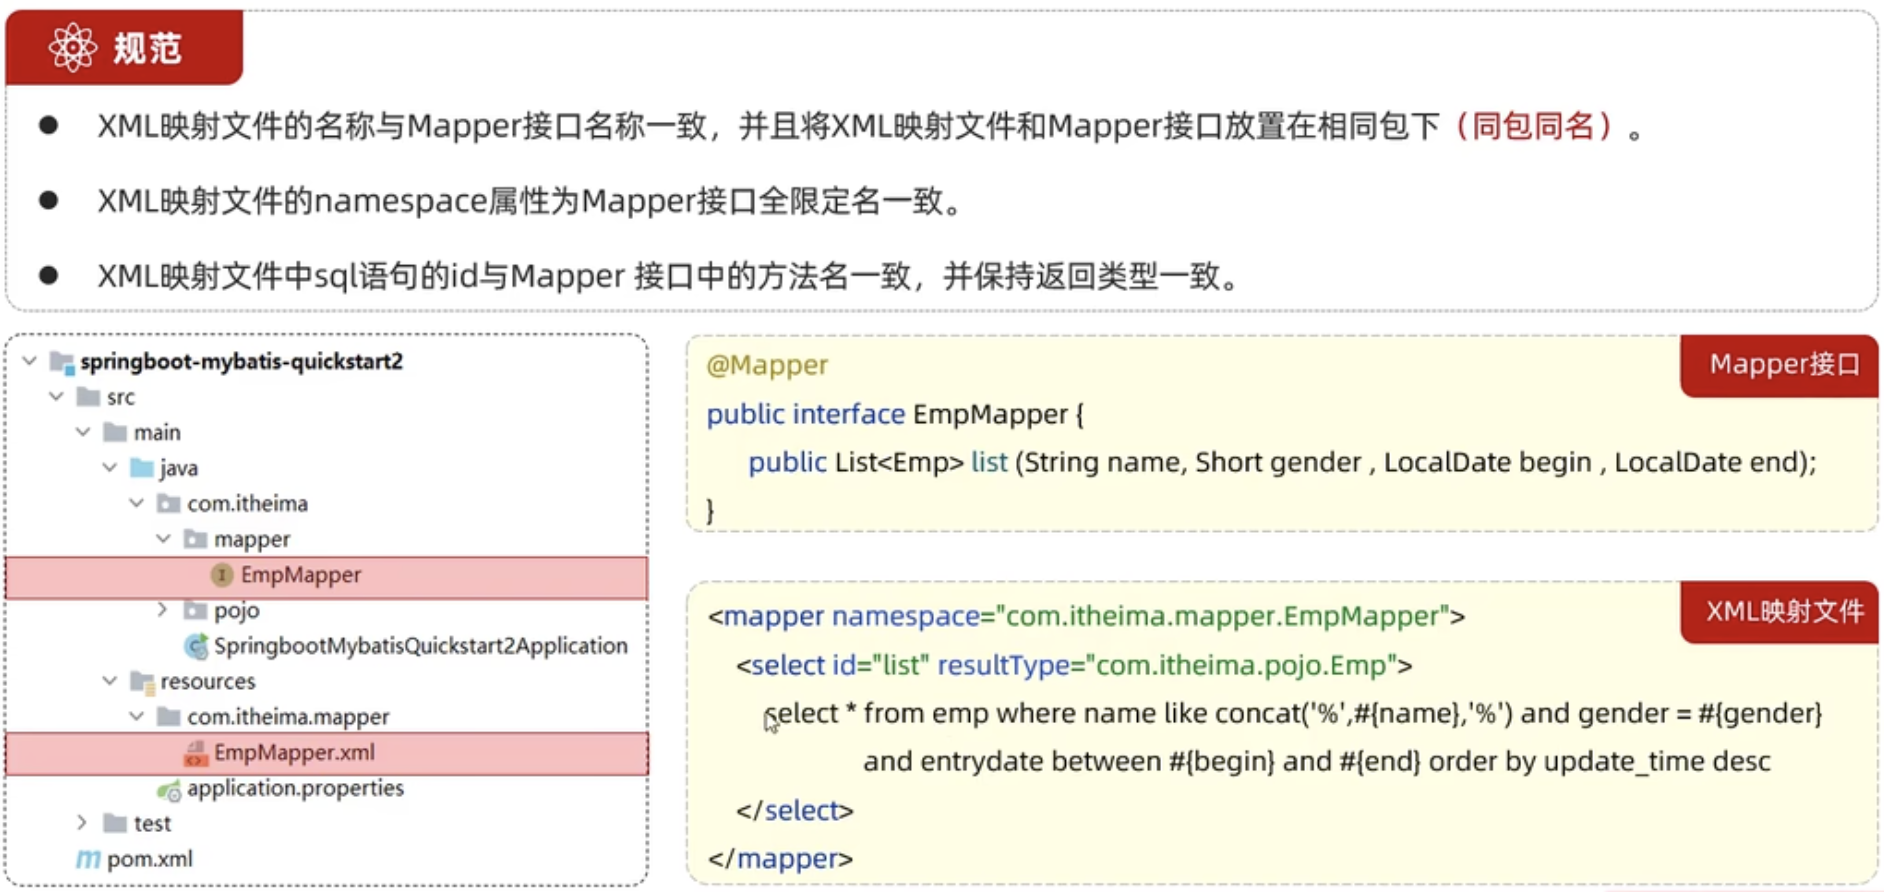 规范
XML映射文件的名称与Mapper接口名称一致，并且将XML映射文件和Mapper接口放置在相同包下（同包同名）。
XML映射文件的namespace属性为Mapper接口全限定名一致。
XML映射文件中sql语句的id与Mapper 接口中的方法名一致，并保持返回类型一致。
springboot-mybatis-quickstart2
src
main
java
com.itheima
mapper
EmpMapper
pojo
SpringbootMybatisQuickstart2Application
resources
com.itheima.mapper
EmpMapper.xml
application.properties
test
pom.xml
Mapper接口
@Mapper
public interface EmpMapper {
public List<Emp> list (String name, Short gender , LocalDate begin , LocalDate end);
}
XML映射文件
<mapper namespace="com.itheima.mapper.EmpMapper">
<select id="list" resultType="com.itheima.pojo.Emp">
select * from emp where name like concat('%',#{name},'%') and gender = #{gender}
and entrydate between #{begin} and #{end} order by update_time desc
</select>
</mapper>